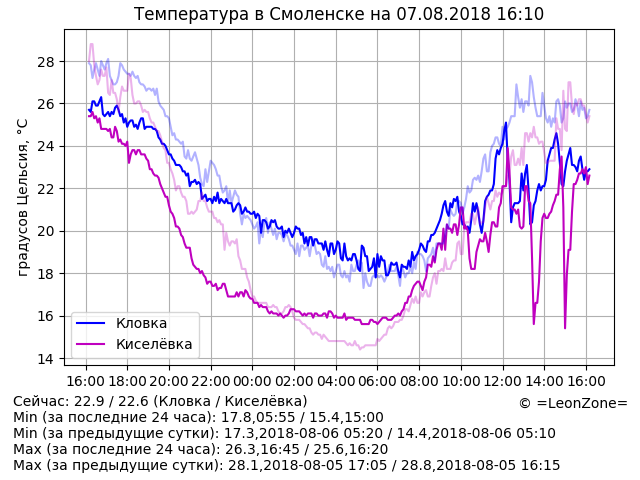 Температура в Смоленске на 07.08.2018 16:10
градусов Цельсия, °C
28
26
24
22
20
18
16
14
Кловка
Киселёвка
16:00 18:00 20:00 22:00 00:00 02:00 04:00 06:00 08:00 10:00 12:00 14:00 16:00
Сейчас: 22.9 / 22.6 (Кловка / Киселёвка)
© =LeonZone=
Min (за последние 24 часа): 17.8,05:55 / 15.4,15:00
Min (за предыдущие сутки): 17.3,2018-08-06 05:20 / 14.4,2018-08-06 05:10
Max (за последние 24 часа): 26.3,16:45 / 25.6,16:20
Max (за предыдущие сутки): 28.1,2018-08-05 17:05 / 28.8,2018-08-05 16:15